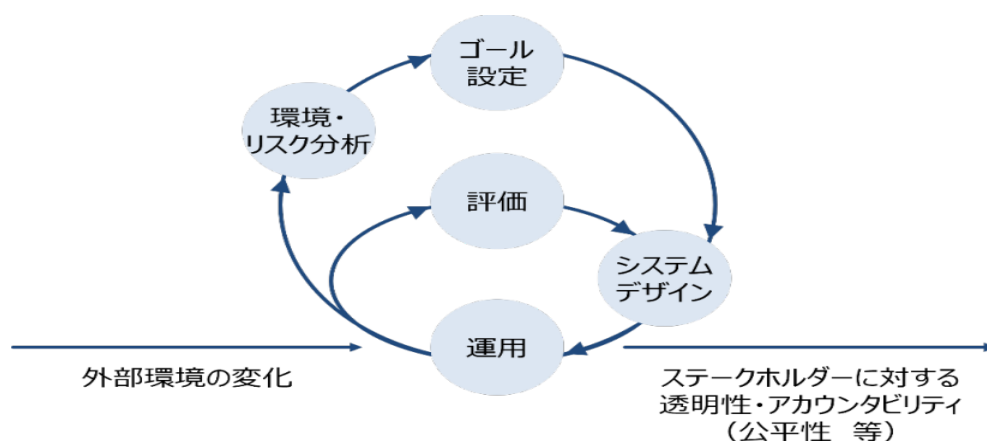 ゴール
設定
環境・
リスク分析
評価
システム
デザイン
運用
外部環境の変化
ステークホルダーに対する
透明性・アカウンタビリティ
（公平性　等）